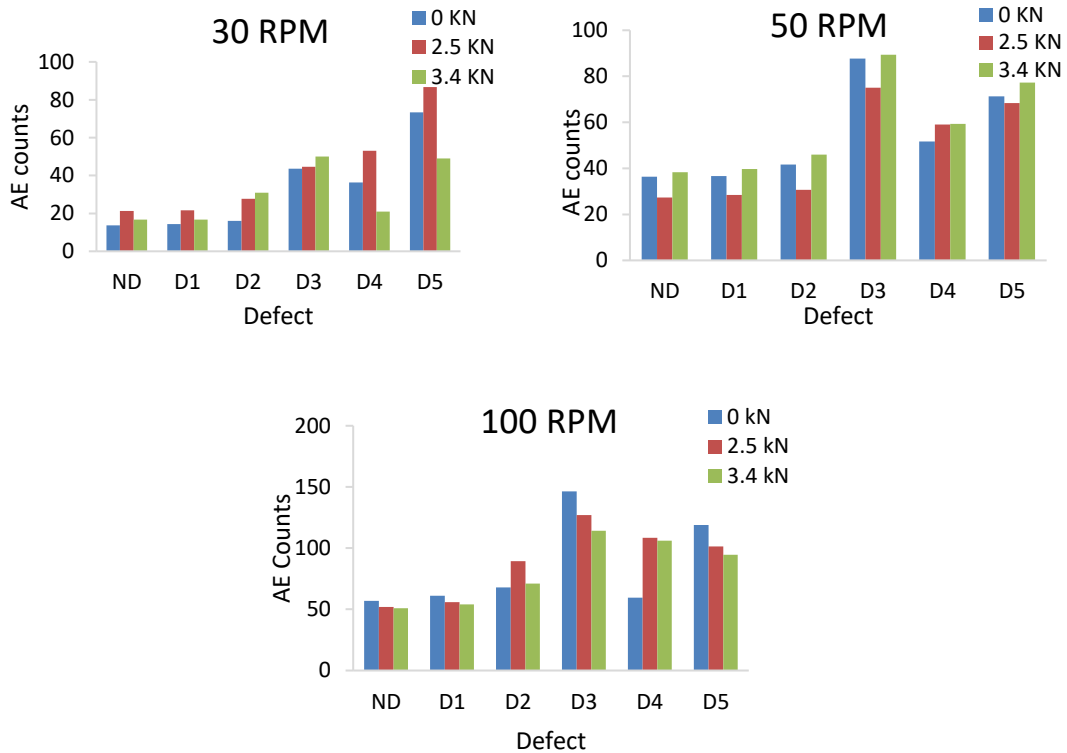 30 RPM
0 KN
2.5 KN
3.4 KN
100
80
60
40
20
0
AE counts
ND D1 D2 D3 D4 D5
Defect
50 RPM
0 KN
2.5 KN
3.4 KN
100
80
60
40
20
0
AE counts
ND D1 D2 D3 D4 D5
Defect
100 RPM
0 kN
2.5 kN
3.4 kN
200
150
100
50
0
AE Counts
ND D1 D2 D3 D4 D5
Defect